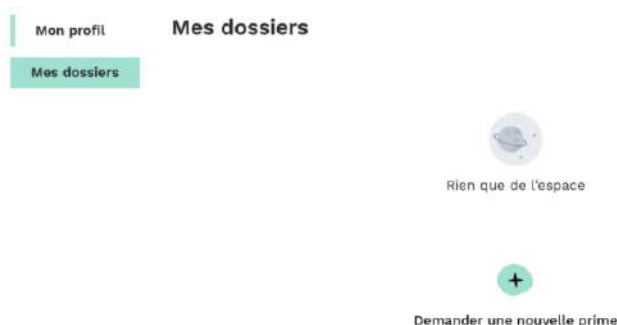 Mon profil
Mes dossiers
Mes dossiers
Rien que de l'espace
Demander une nouvelle prime